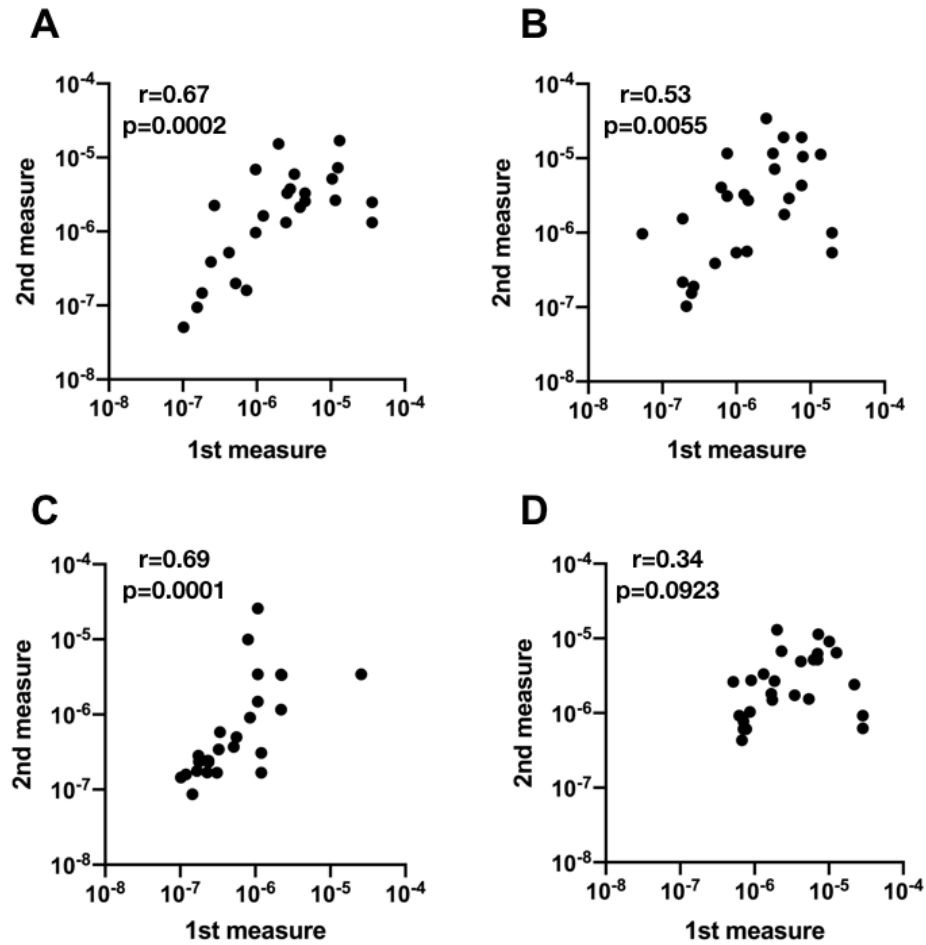 A
r=0.67
p=0.0002
2nd measure
10-4
10-5
10-6
10-7
10-8
10-8 10-7 10-6 10-5 10-4
1st measure
B
r=0.53
p=0.0055
2nd measure
10-4
10-5
10-6
10-7
10-8
10-8 10-7 10-6 10-5 10-4
1st measure
C
r=0.69
p=0.0001
2nd measure
10-4
10-5
10-6
10-7
10-8
10-8 10-7 10-6 10-5 10-4
1st measure
D
r=0.34
p=0.0923
2nd measure
10-4
10-5
10-6
10-7
10-8
10-8 10-7 10-6 10-5 10-4
1st measure